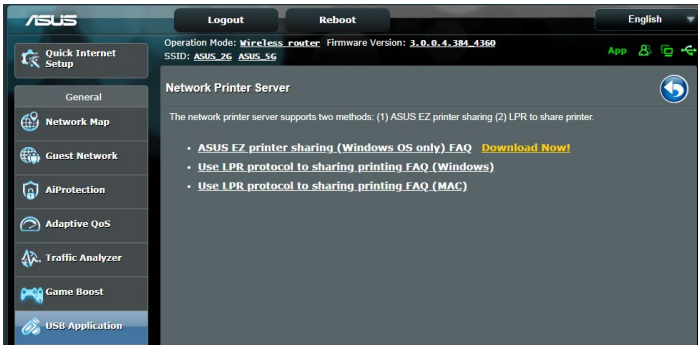 ASUS
Logout
Reboot
English
Quick Internet
Setup
Operation Mode: Wireless router Firmware Version: 3.0.0.4.384_4360
SSID: ASUS_2G ASUS_5G
App
General
Network Map
Guest Network
AiProtection
Adaptive QoS
Traffic Analyzer
Game Boost
USB Application
Network Printer Server
The network printer server supports two methods: (1) ASUS EZ printer sharing (2) LPR to share printer.
• ASUS EZ printer sharing (Windows OS only) FAQ Download Now!
• Use LPR protocol to sharing printing FAQ (Windows)
• Use LPR protocol to sharing printing FAQ (MAC)